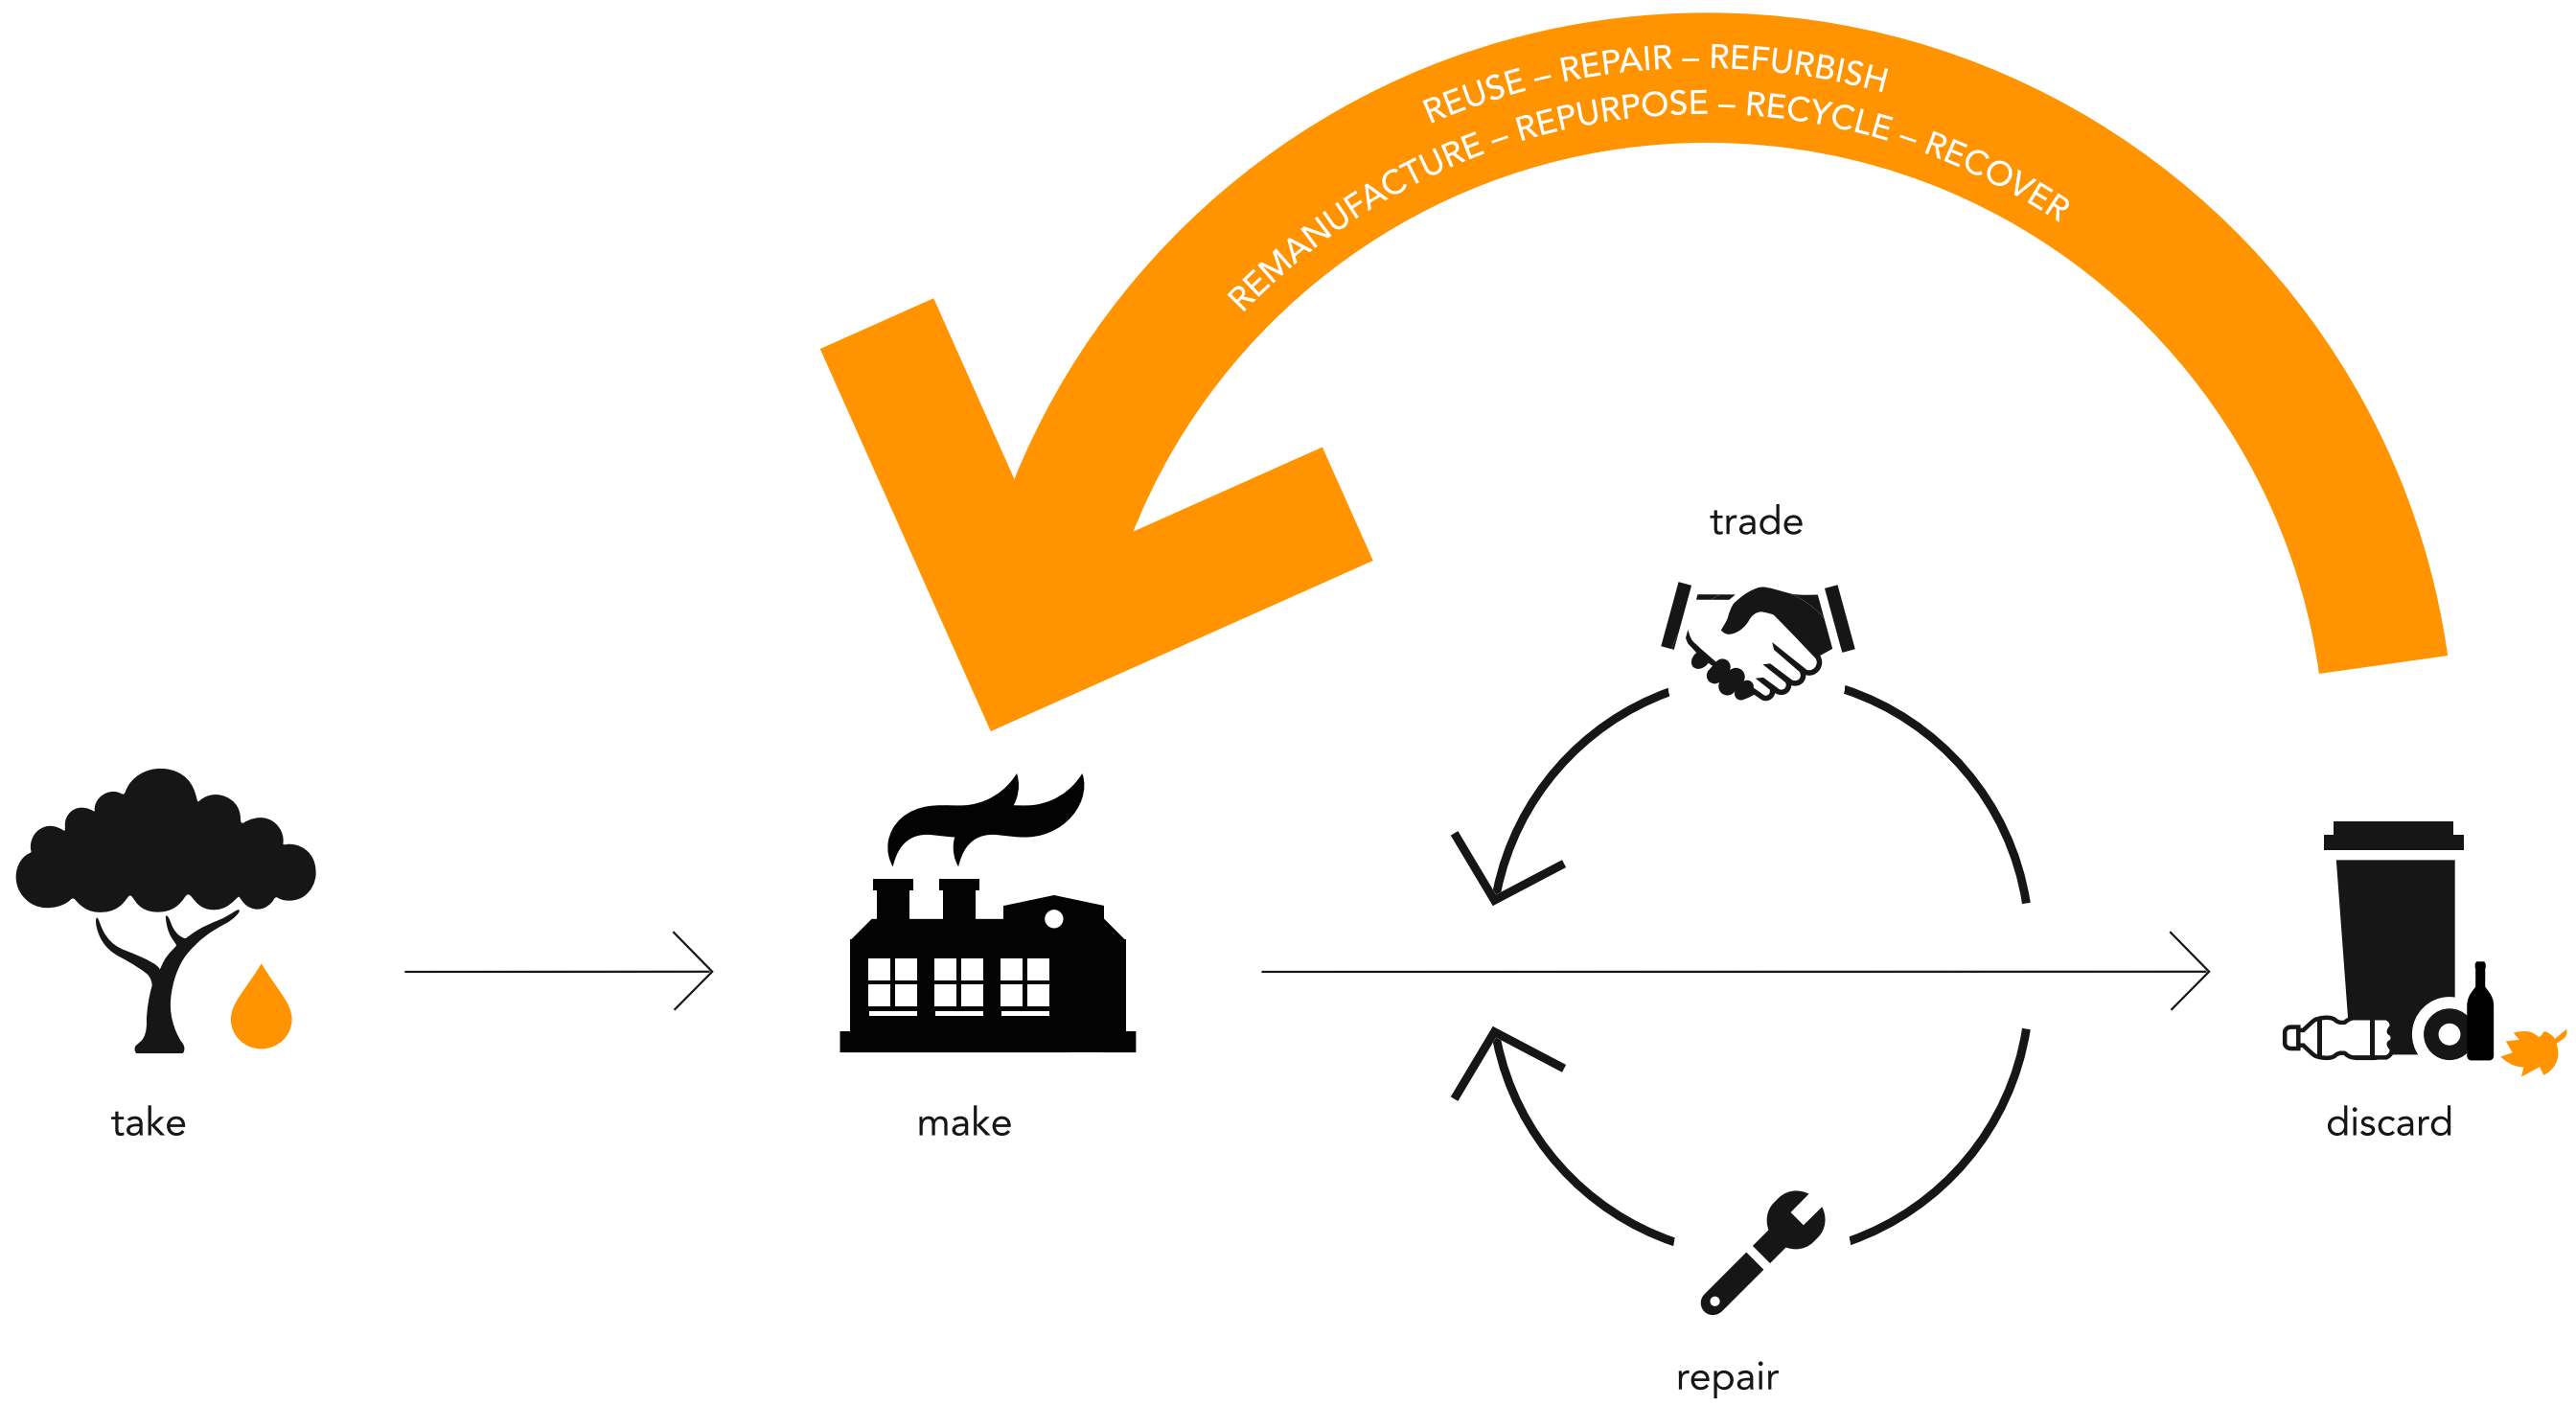 REUSE – REPAIR – REFURBISH
REMANUFACTURE – REPURPOSE – RECYCLE – RECOVER
trade
take
make
discard
repair